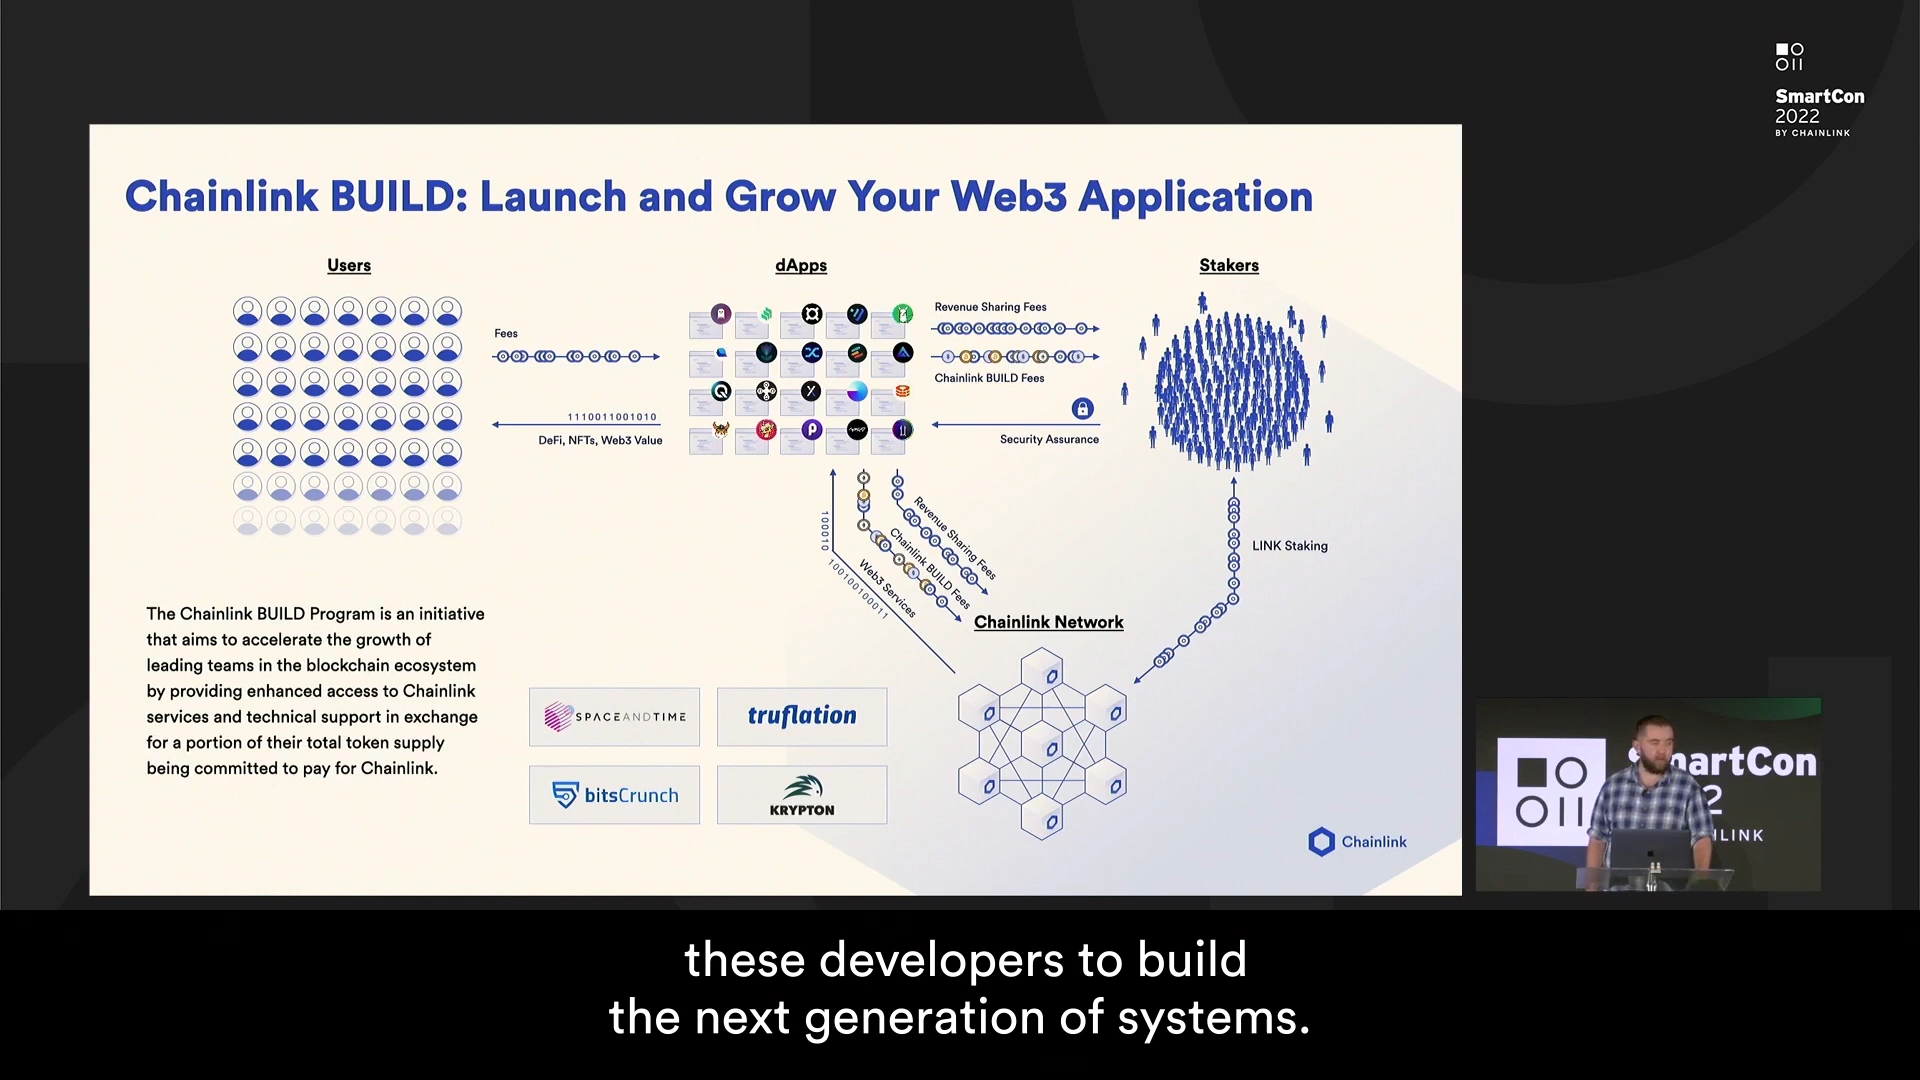 SmartCon
2022
BY CHAINLINK
Chainlink BUILD: Launch and Grow Your Web3 Application
Users
dApps
Stakers
Fees
1110011001010
DeFi, NFTs, Web3 Value
Revenue Sharing Fees
Chainlink BUILD Fees
Security Assurance
100010
100100100011
Web3 Services
Chainlink BUILD Fees
Revenue Sharing Fees
LINK Staking
Chainlink Network
The Chainlink BUILD Program is an initiative
that aims to accelerate the growth of
leading teams in the blockchain ecosystem
by providing enhanced access to Chainlink
services and technical support in exchange
for a portion of their total token supply
being committed to pay for Chainlink.
SPACEANDTIME
truflation
bitsCrunch
KRYPTON
Chainlink
these developers to build
the next generation of systems.